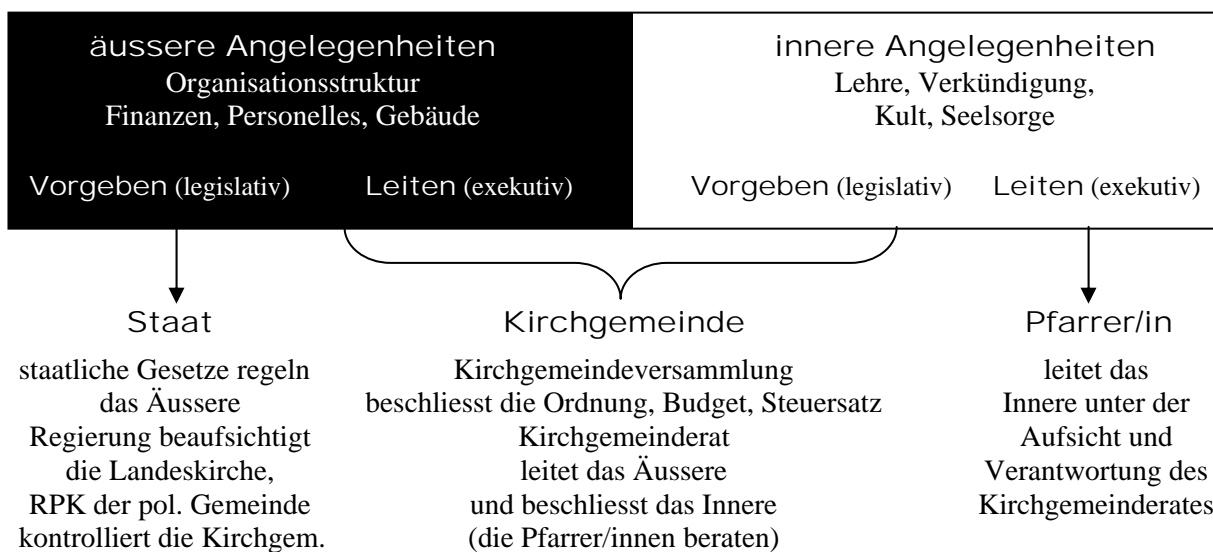 äussere Angelegenheiten
Organisationsstruktur
Finanzen, Personelles, Gebäude
Vorgeben (legislativ) Leiten (exekutiv)
innere Angelegenheiten
Lehre, Verkündigung,
Kult, Seelsorge
Vorgeben (legislativ) Leiten (exekutiv)
Staat
staatliche Gesetze regeln
das Äussere
Regierung beaufsichtigt
die Landeskirche,
RPK der pol. Gemeinde
kontrolliert die Kirchgem.
Kirchgemeinde
Kirchgemeindeversammlung
beschliesst die Ordnung, Budget, Steuersatz
Kirchgemeinderat
leitet das Äussere
und beschliesst das Innere
(die Pfarrer/innen beraten)
Pfarrer/in
leitet das
Innere unter der
Aufsicht und
Verantwortung des
Kirchgemeinderates